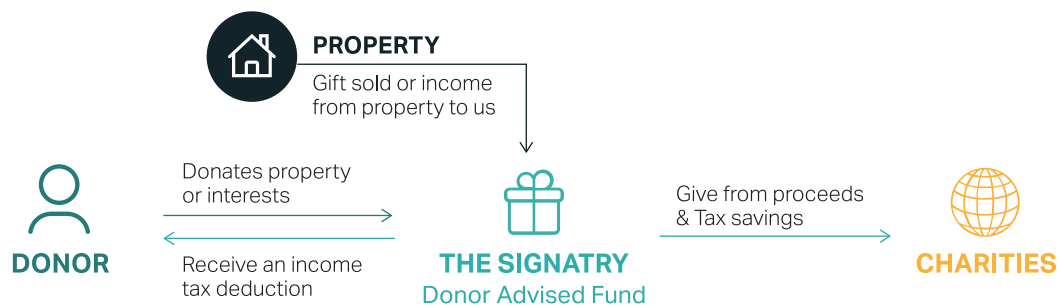 PROPERTY
Gift sold or income
from property to us
Donates property
or interests
Receive an income
tax deduction
DONOR
THE SIGNATRY
Donor Advised Fund
Give from proceeds
& Tax savings
CHARITIES